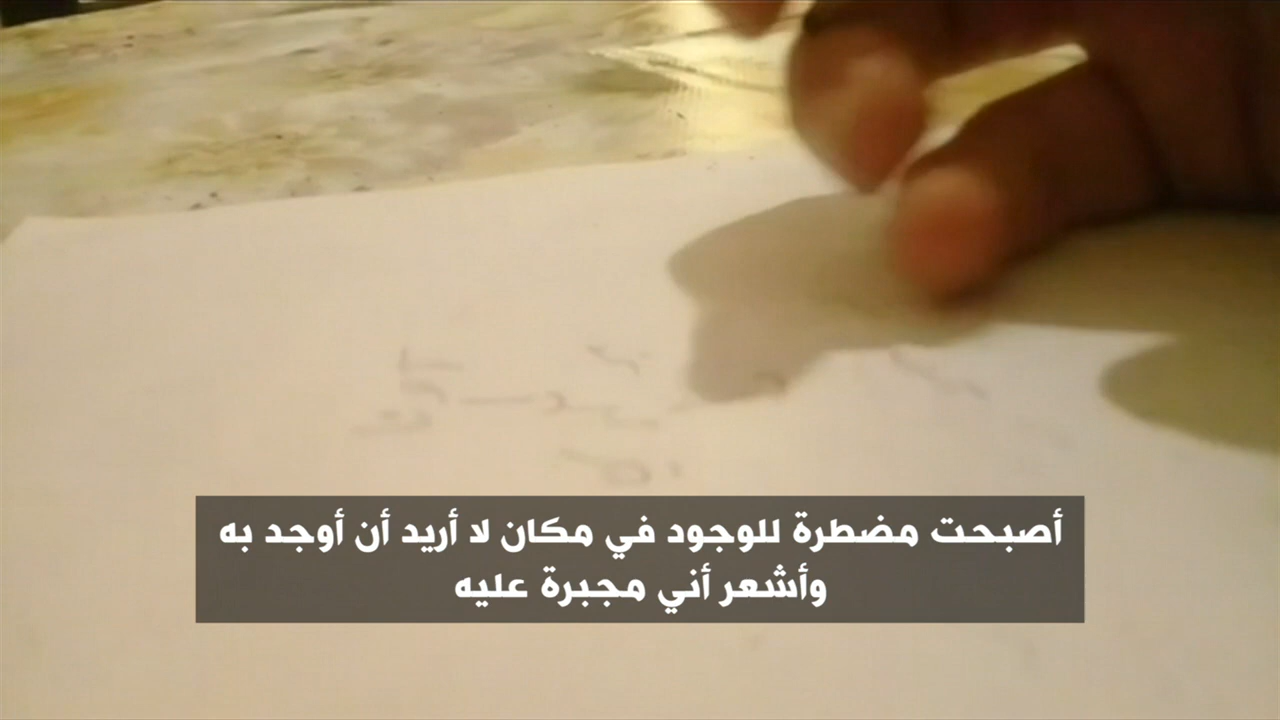 أصبحت مضطرة للوجود في مكان لا أريد أن أوجد به
وأشعر أني مجبرة عليه